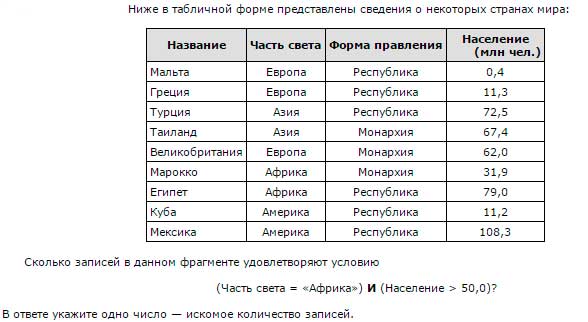 Ниже в табличной форме представлены сведения о некоторых странах мира:
Название Часть света Форма правления Население (млн чел.)
Мальта Европа Республика 0,4
Греция Европа Республика 11,3
Турция Азия Республика 72,5
Таиланд Азия Монархия 67,4
Великобритания Европа Монархия 62,0
Марокко Африка Монархия 31,9
Египет Африка Республика 79,0
Куба Америка Республика 11,2
Мексика Америка Республика 108,3
Сколько записей в данном фрагменте удовлетворяют условию
(Часть света = «Африка») И (Население > 50,0)?
В ответе укажите одно число — искомое количество записей.